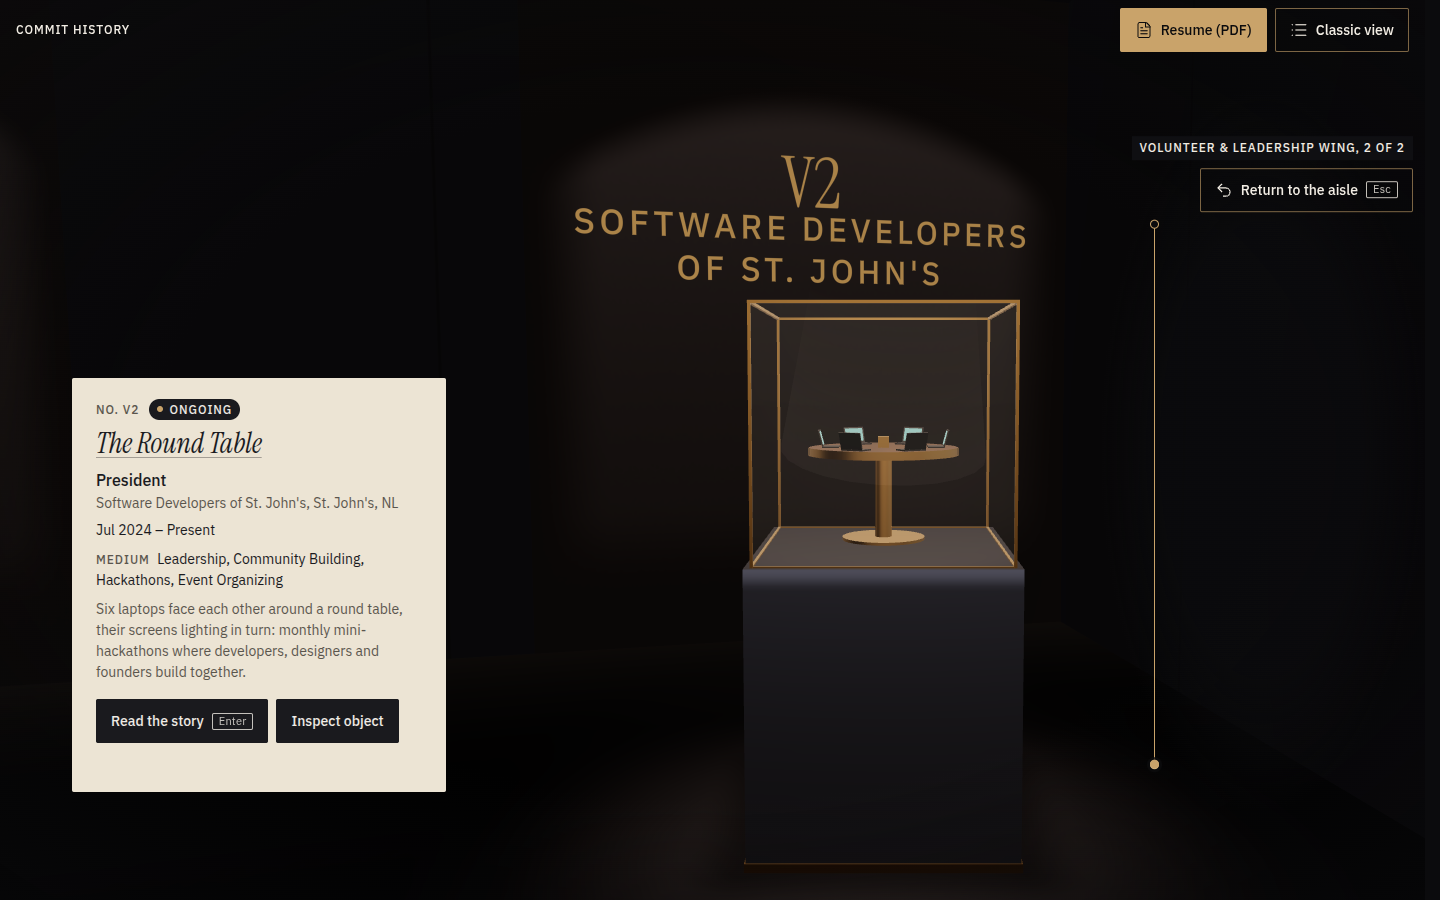 COMMIT HISTORY
Resume (PDF)
Classic view
VOLUNTEER & LEADERSHIP WING, 2 OF 2
Return to the aisle Esc
V2
SOFTWARE DEVELOPERS
OF ST. JOHN'S
NO. V2 ONGOING
The Round Table
President
Software Developers of St. John's, St. John's, NL
Jul 2024 – Present
MEDIUM Leadership, Community Building,
Hackathons, Event Organizing
Six laptops face each other around a round table,
their screens lighting in turn: monthly mini-
hackathons where developers, designers and
founders build together.
Read the story Enter
Inspect object